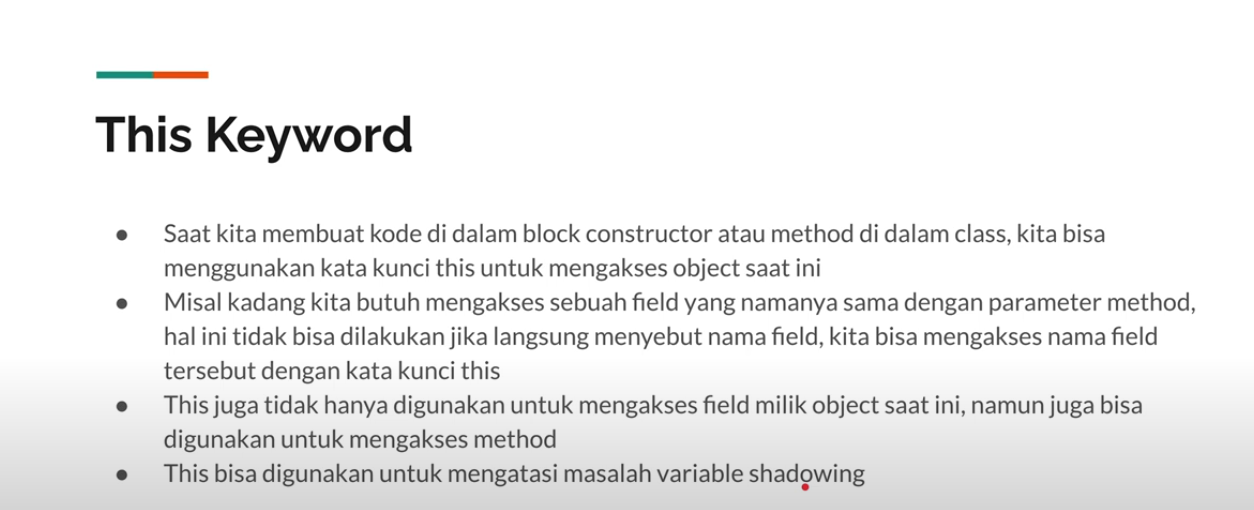 This Keyword
● Saat kita membuat kode di dalam block constructor atau method di dalam class, kita bisa
menggunakan kata kunci this untuk mengakses object saat ini
● Misal kadang kita butuh mengakses sebuah field yang namanya sama dengan parameter method,
hal ini tidak bisa dilakukan jika langsung menyebut nama field, kita bisa mengakses nama field
tersebut dengan kata kunci this
● This juga tidak hanya digunakan untuk mengakses field milik object saat ini, namun juga bisa
digunakan untuk mengakses method
● This bisa digunakan untuk mengatasi masalah variable shadowing